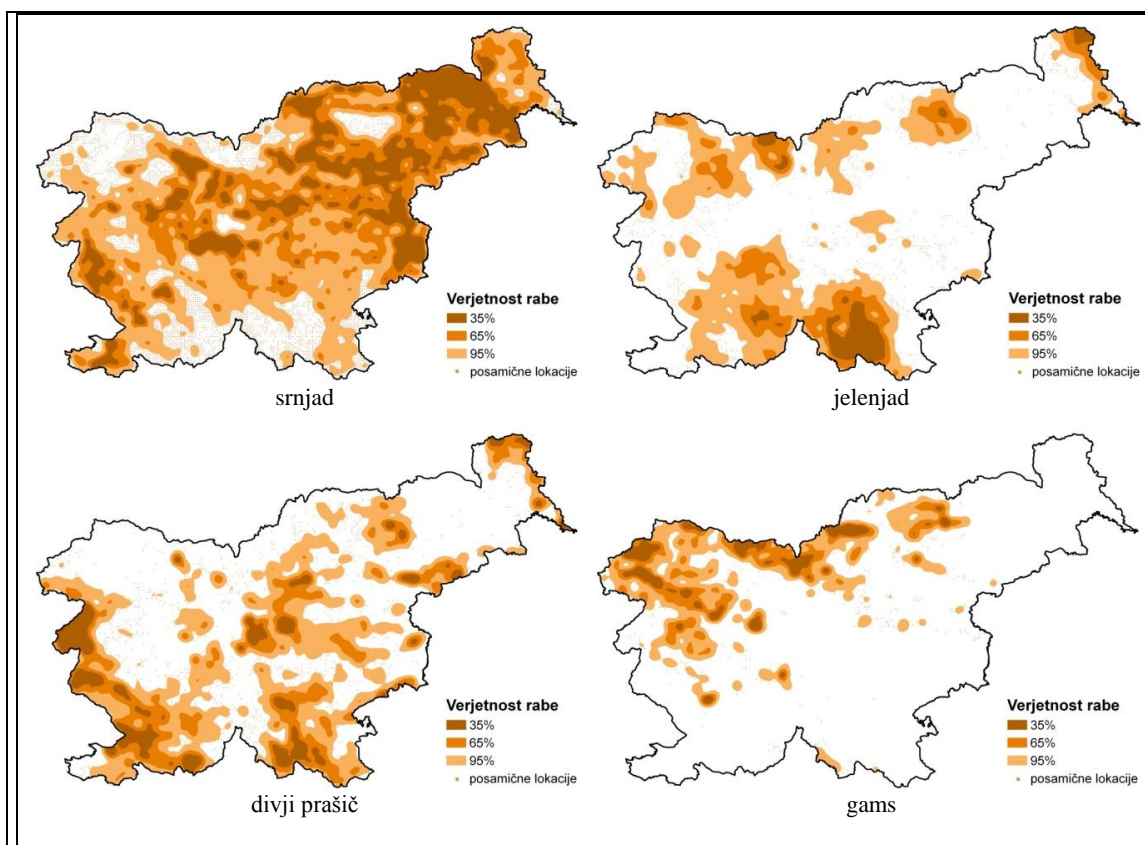 Verjetnost rabe
35%
65%
95%
posamične lokacije
srnjad
Verjetnost rabe
35%
65%
95%
posamične lokacije
jelenjad
Verjetnost rabe
35%
65%
95%
posamične lokacije
divji prašič
Verjetnost rabe
35%
65%
95%
posamične lokacije
gams